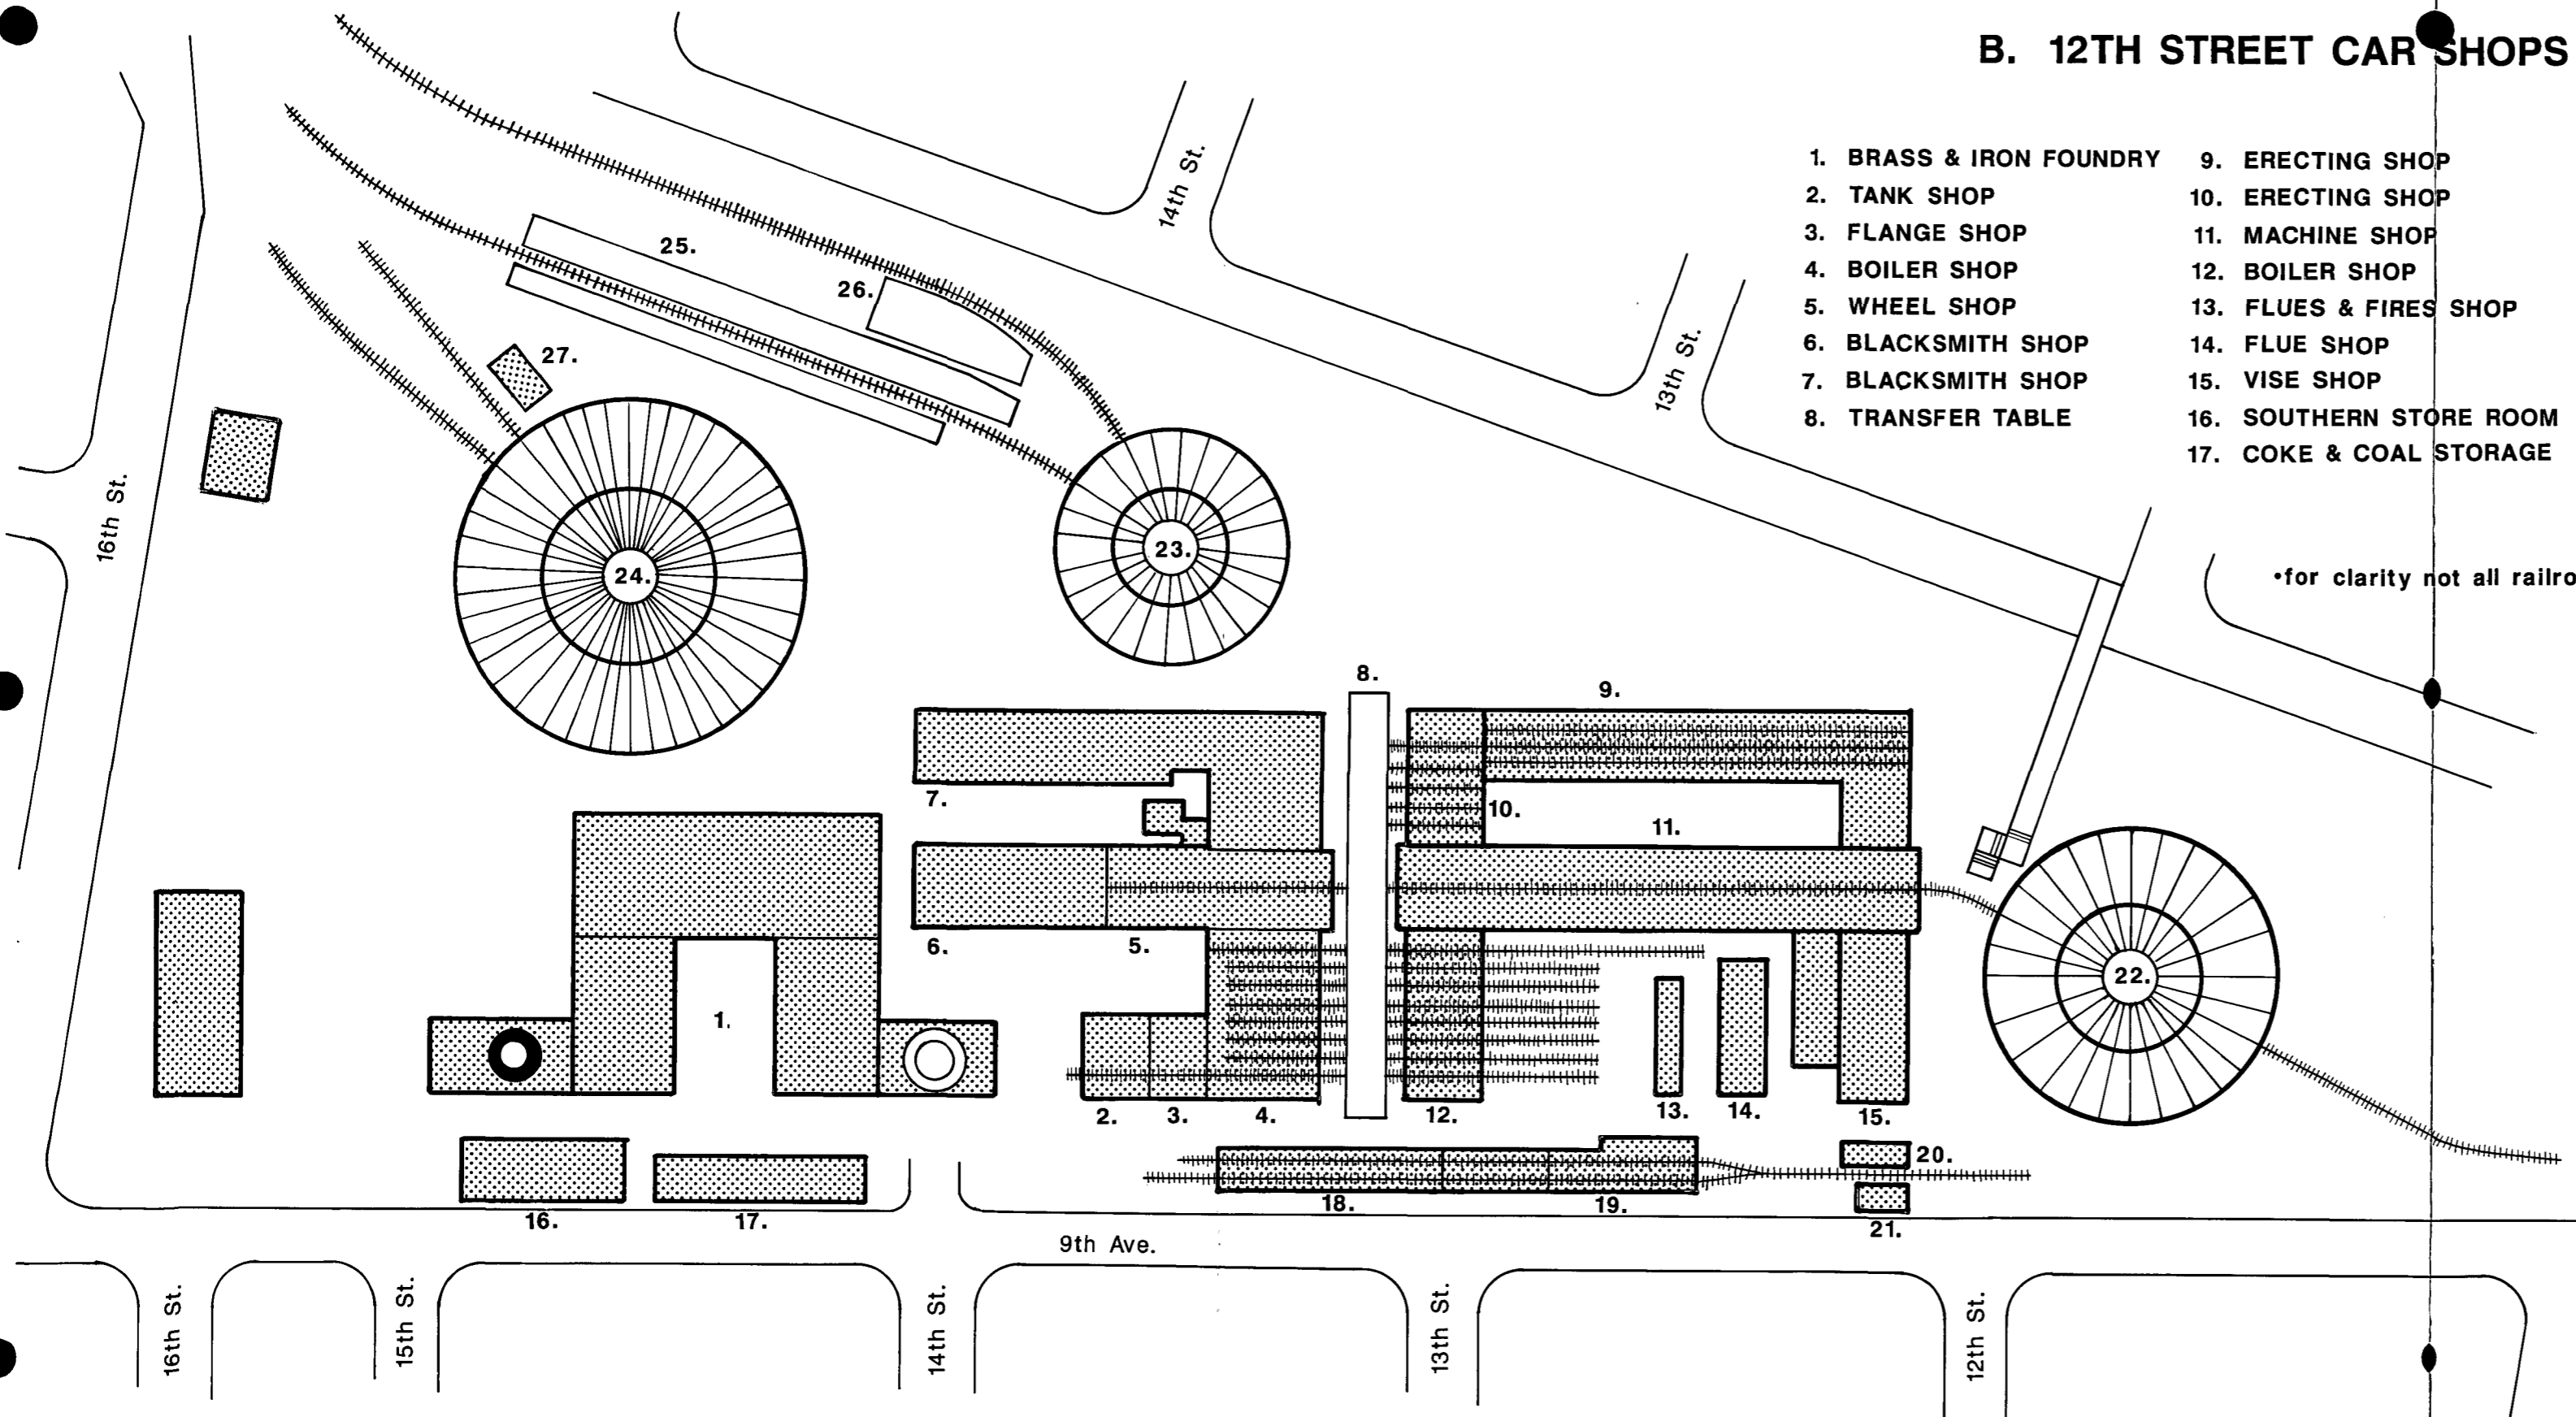 B. 12TH STREET CAR SHOPS
1. BRASS & IRON FOUNDRY
2. TANK SHOP
3. FLANGE SHOP
4. BOILER SHOP
5. WHEEL SHOP
6. BLACKSMITH SHOP
7. BLACKSMITH SHOP
8. TRANSFER TABLE
9. ERECTING SHOP
10. ERECTING SHOP
11. MACHINE SHOP
12. BOILER SHOP
13. FLUES & FIRES SHOP
14. FLUE SHOP
15. VISE SHOP
16. SOUTHERN STORE ROOM
17. COKE & COAL STORAGE
•for clarity not all railro
14th St.
13th St.
16th St.
25.
26.
27.
24.
23.
8.
9.
7.
10.
11.
6.
5.
22.
1.
2.
3.
4.
12.
13.
14.
15.
20.
18.
19.
16.
17.
21.
9th Ave.
16th St.
15th St.
14th St.
13th St.
12th St.